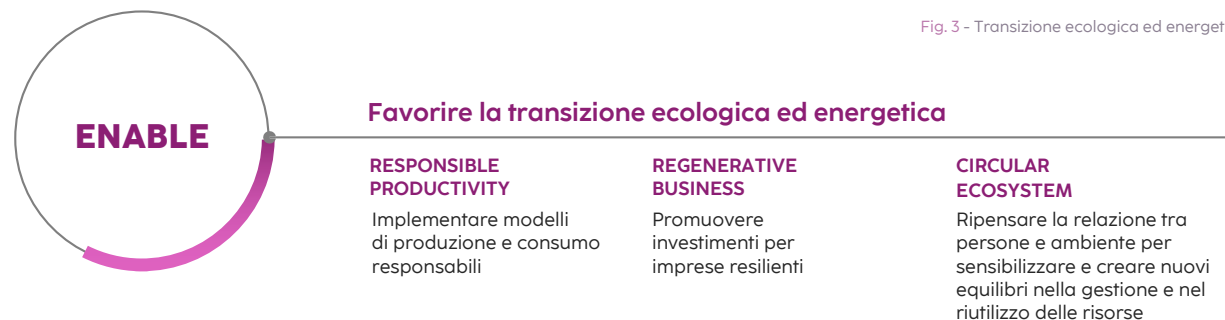 Fig. 3 - Transizione ecologica ed
ENABLE
Favorire la transizione ecologica ed energetica
RESPONSIBLE
PRODUCTIVITY
Implementare modelli
di produzione e consumo
responsabili
REGENERATIVE
BUSINESS
Promuovere
investimenti per
imprese resilienti
CIRCULAR
ECOSYSTEM
Ripensare la relazione tra
persone e ambiente per
sensibilizzare e creare nuovi
equilibri nella gestione e nel
riutilizzo delle risorse